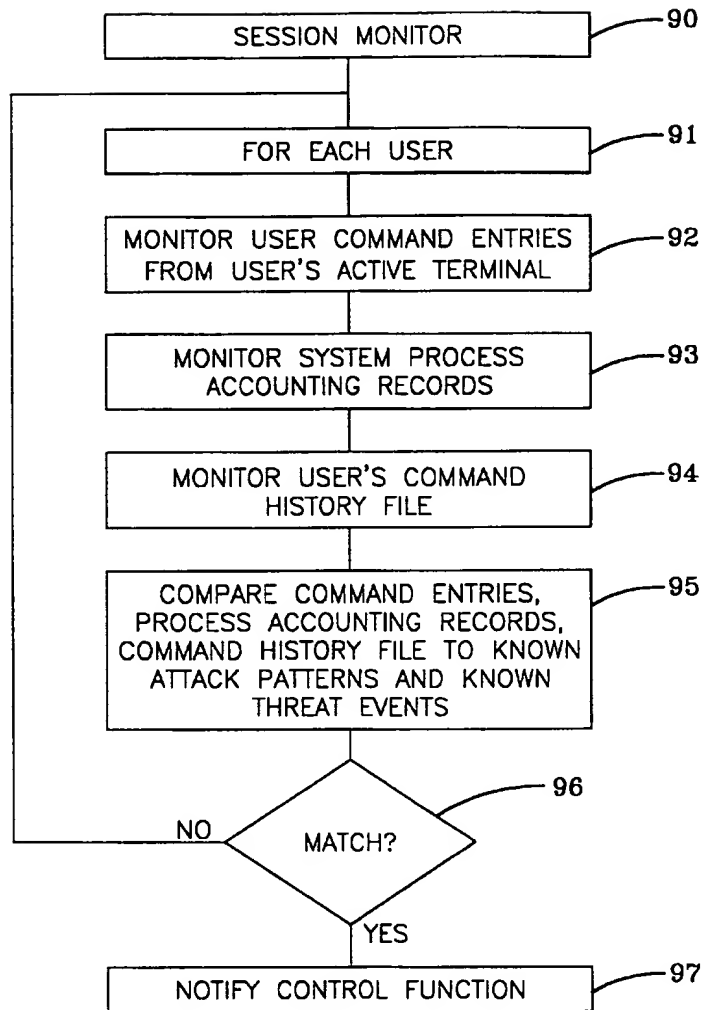 SESSION MONITOR
90
FOR EACH USER
91
MONITOR USER COMMAND ENTRIES
FROM USER'S ACTIVE TERMINAL
92
MONITOR SYSTEM PROCESS
ACCOUNTING RECORDS
93
MONITOR USER'S COMMAND
HISTORY FILE
94
COMPARE COMMAND ENTRIES,
PROCESS ACCOUNTING RECORDS,
COMMAND HISTORY FILE TO KNOWN
ATTACK PATTERNS AND KNOWN
THREAT EVENTS
95
96
NO
MATCH?
YES
NOTIFY CONTROL FUNCTION
97